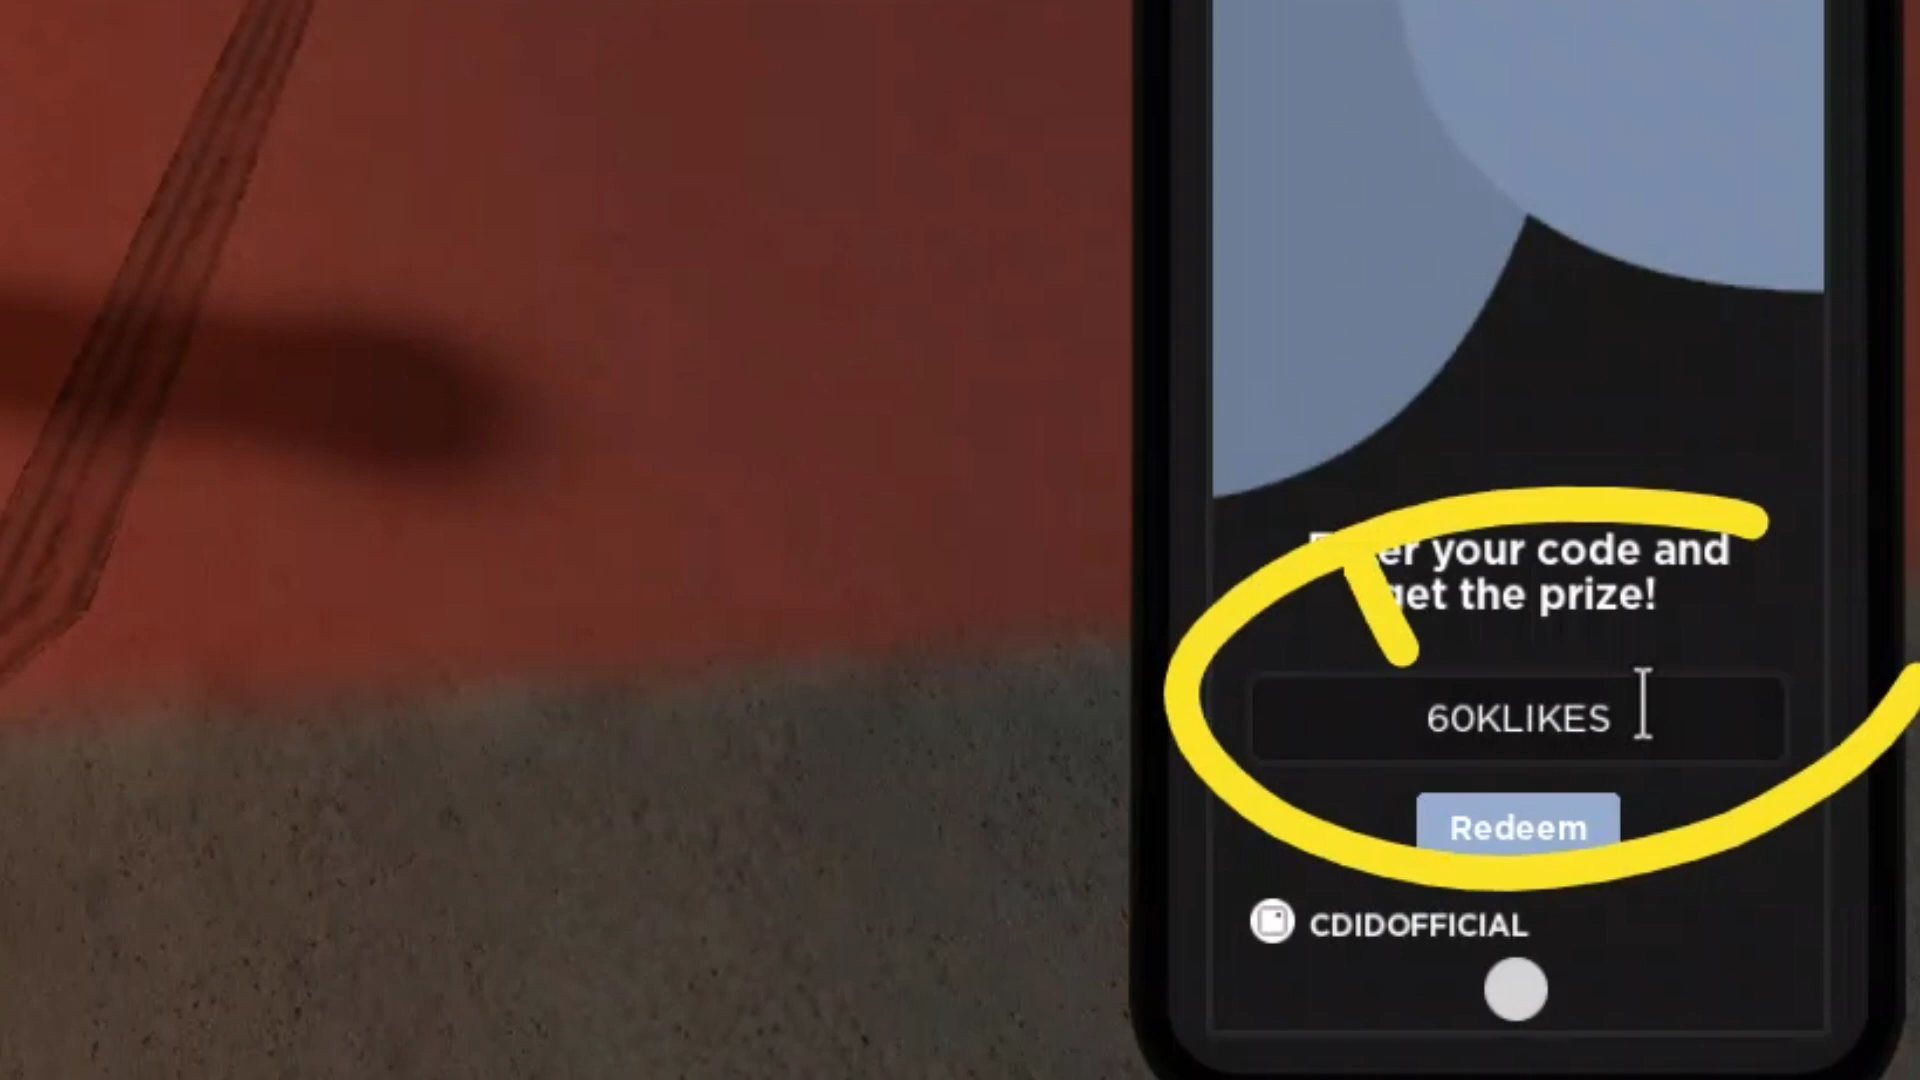 your code and
get the prize!
60KLIKES
Redeem
CDIDOFFICIAL